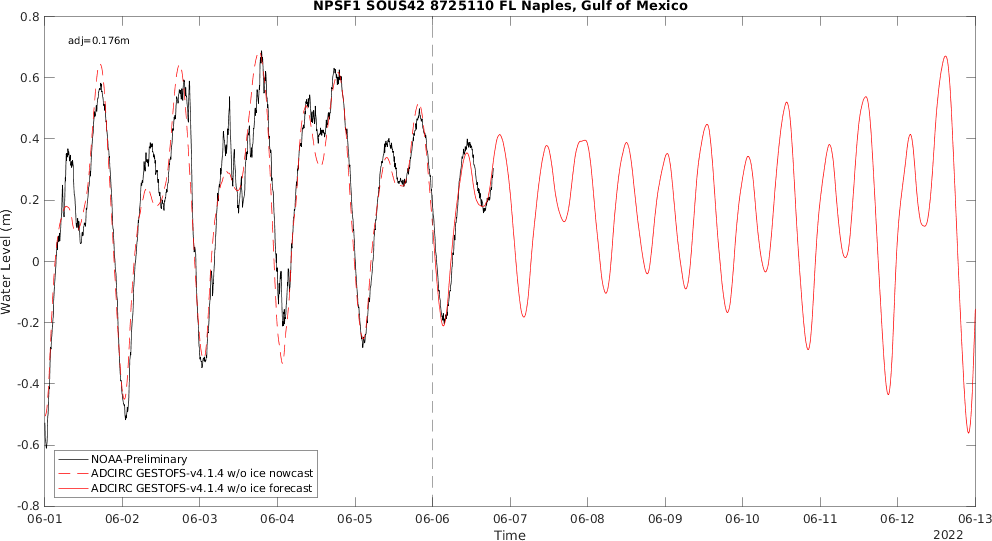 NPSF1 SOUS42 8725110 FL Naples, Gulf of Mexico
adj=0.176m
0.8
0.6
0.4
0.2
0
-0.2
-0.4
-0.6
-0.8
Water Level (m)
NOAA-Preliminary
ADCIRC GESTOFS-v4.1.4 w/o ice nowcast
ADCIRC GESTOFS-v4.1.4 w/o ice forecast
06-01 06-02 06-03 06-04 06-05 06-06 06-07 06-08 06-09 06-10 06-11 06-12 06-13
Time
2022